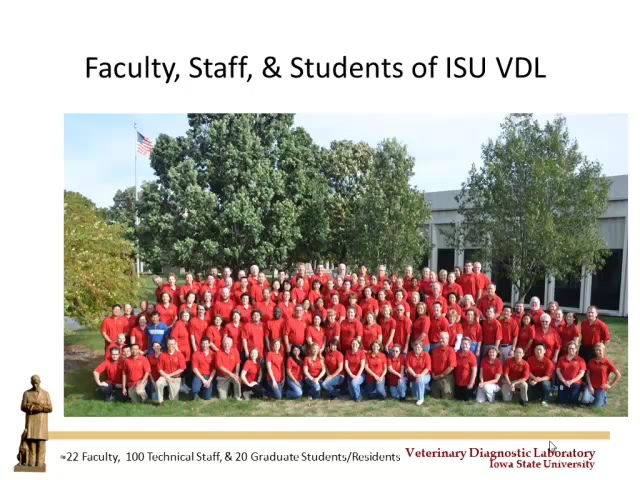 Faculty, Staff, & Students of ISU VDL
≈22 Faculty, 100 Technical Staff, & 20 Graduate Students/Residents
Veterinary Diagnostic Laboratory
Iowa State University